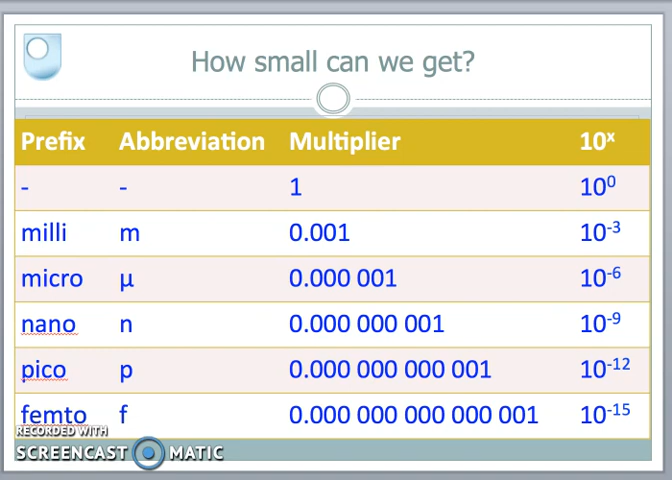 How small can we get?
Prefix Abbreviation Multiplier 10ˣ
- - 1 10⁰
milli m 0.001 10⁻³
micro µ 0.000 001 10⁻⁶
nano n 0.000 000 001 10⁻⁹
pico p 0.000 000 000 001 10⁻¹²
femto f 0.000 000 000 000 001 10⁻¹⁵
RECORDED WITH
SCREENCAST MATIC